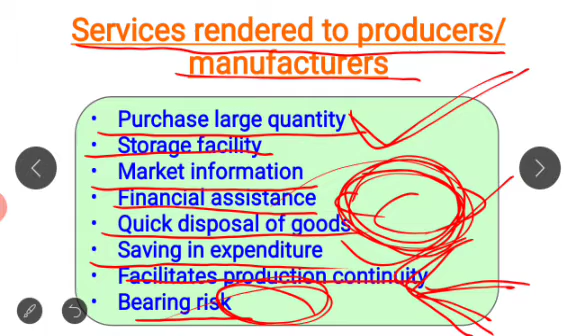 Services rendered to producers/
manufacturers
• Purchase large quantity
• Storage facility
• Market information
• Financial assistance
• Quick disposal of goods
• Saving in expenditure
• Facilitates production continuity
• Bearing risk